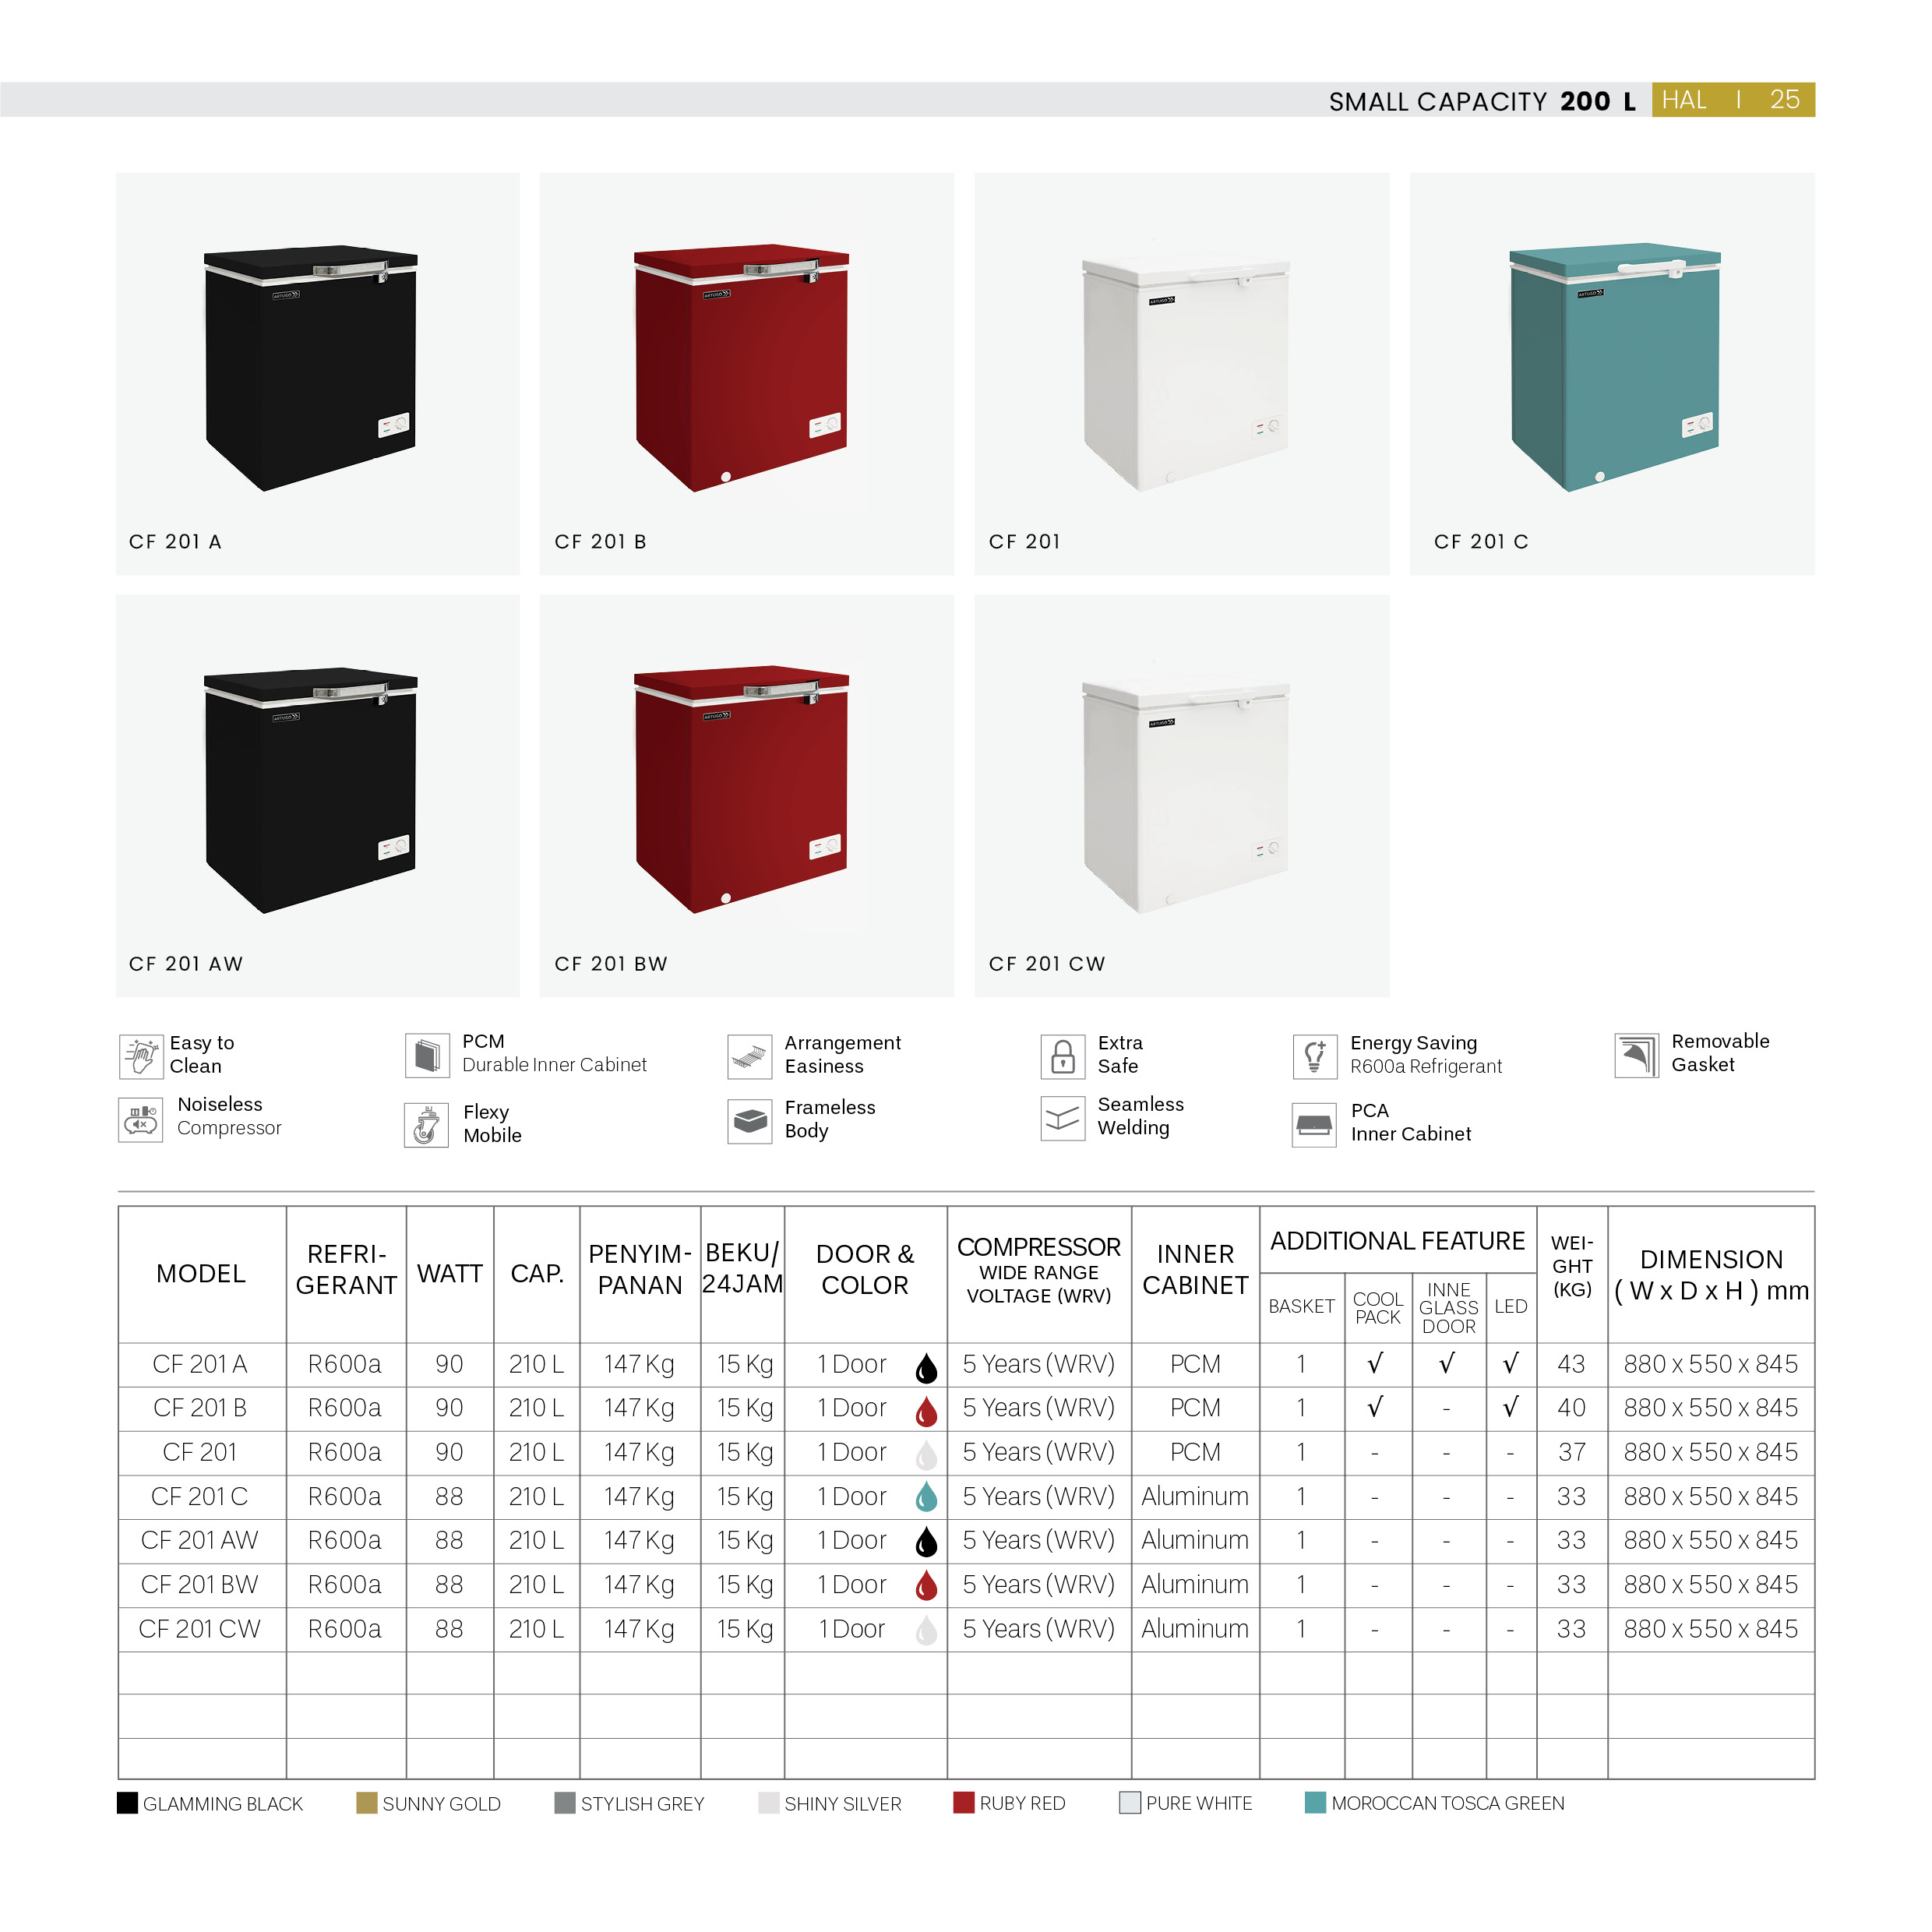 SMALL CAPACITY 200 L HAL | 25
ARTUGO
ARTUGO
ARTUGO
ARTUGO
CF 201 A
CF 201 B
CF 201
CF 201 C
ARTUGO
ARTUGO
ARTUGO
CF 201 AW
CF 201 BW
CF 201 CW
Easy to
Clean
PCM
Durable Inner Cabinet
Arrangement
Easiness
Extra
Safe
Energy Saving
R600a Refrigerant
Removable
Gasket
Noiseless
Compressor
Flexy
Mobile
Frameless
Body
Seamless
Welding
PCA
Inner Cabinet
MODEL
REFRI-
GERANT
WATT
CAP.
PENYIM-
PANAN
BEKU/
24JAM
DOOR &
COLOR
COMPRESSOR
WIDE RANGE
VOLTAGE (WRV)
INNER
CABINET
ADDITIONAL FEATURE
BASKET
COOL
PACK
INNE
GLASS
DOOR
LED
WEI-
GHT
(KG)
DIMENSION
( W x D x H ) mm
CF 201 A R600a 90 210 L 147 Kg 15 Kg 1 Door 5 Years (WRV) PCM 1 √ √ √ 43 880 x 550 x 845
CF 201 B R600a 90 210 L 147 Kg 15 Kg 1 Door 5 Years (WRV) PCM 1 √ - √ 40 880 x 550 x 845
CF 201 R600a 90 210 L 147 Kg 15 Kg 1 Door 5 Years (WRV) PCM 1 - - - 37 880 x 550 x 845
CF 201 C R600a 88 210 L 147 Kg 15 Kg 1 Door 5 Years (WRV) Aluminum 1 - - - 33 880 x 550 x 845
CF 201 AW R600a 88 210 L 147 Kg 15 Kg 1 Door 5 Years (WRV) Aluminum 1 - - - 33 880 x 550 x 845
CF 201 BW R600a 88 210 L 147 Kg 15 Kg 1 Door 5 Years (WRV) Aluminum 1 - - - 33 880 x 550 x 845
CF 201 CW R600a 88 210 L 147 Kg 15 Kg 1 Door 5 Years (WRV) Aluminum 1 - - - 33 880 x 550 x 845
GLAMMING BLACK SUNNY GOLD STYLISH GREY SHINY SILVER RUBY RED PURE WHITE MOROCCAN TOSCA GREEN